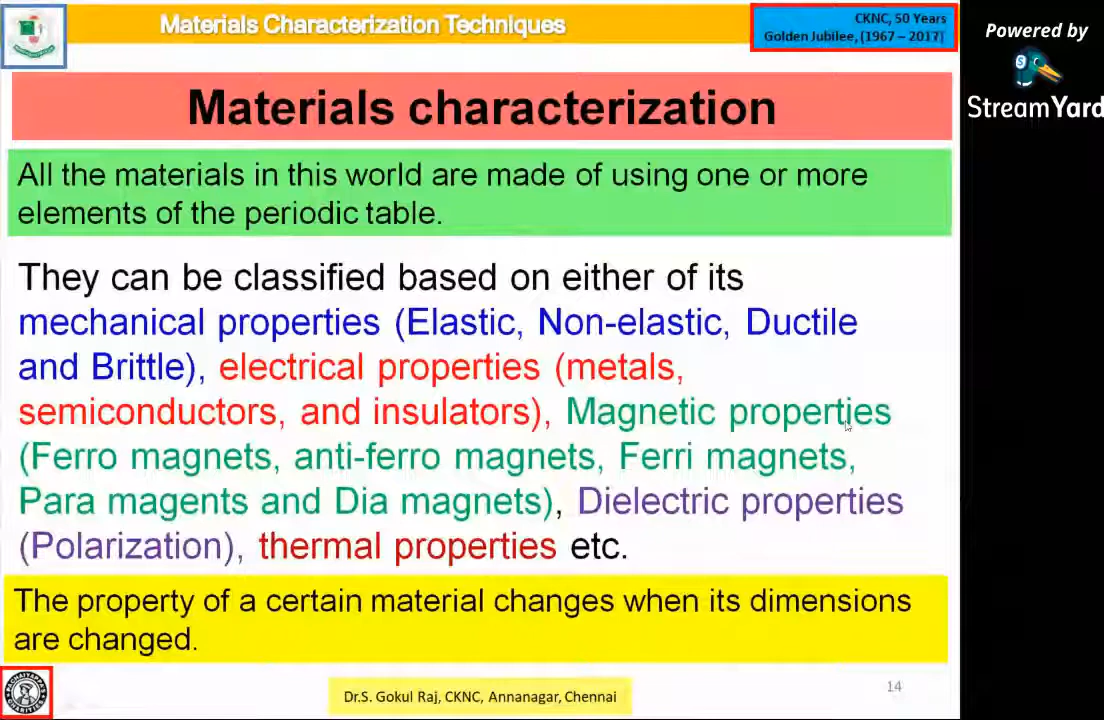 Materials Characterization Techniques
CKNC, 50 Years
Golden Jubilee, (1967 – 2017)
Powered by
StreamYard
Materials characterization
All the materials in this world are made of using one or more
elements of the periodic table.
They can be classified based on either of its
mechanical properties (Elastic, Non-elastic, Ductile
and Brittle), electrical properties (metals,
semiconductors, and insulators), Magnetic properties
(Ferro magnets, anti-ferro magnets, Ferri magnets,
Para magents and Dia magnets), Dielectric properties
(Polarization), thermal properties etc.
The property of a certain material changes when its dimensions
are changed.
Dr.S. Gokul Raj, CKNC, Annanagar, Chennai
14